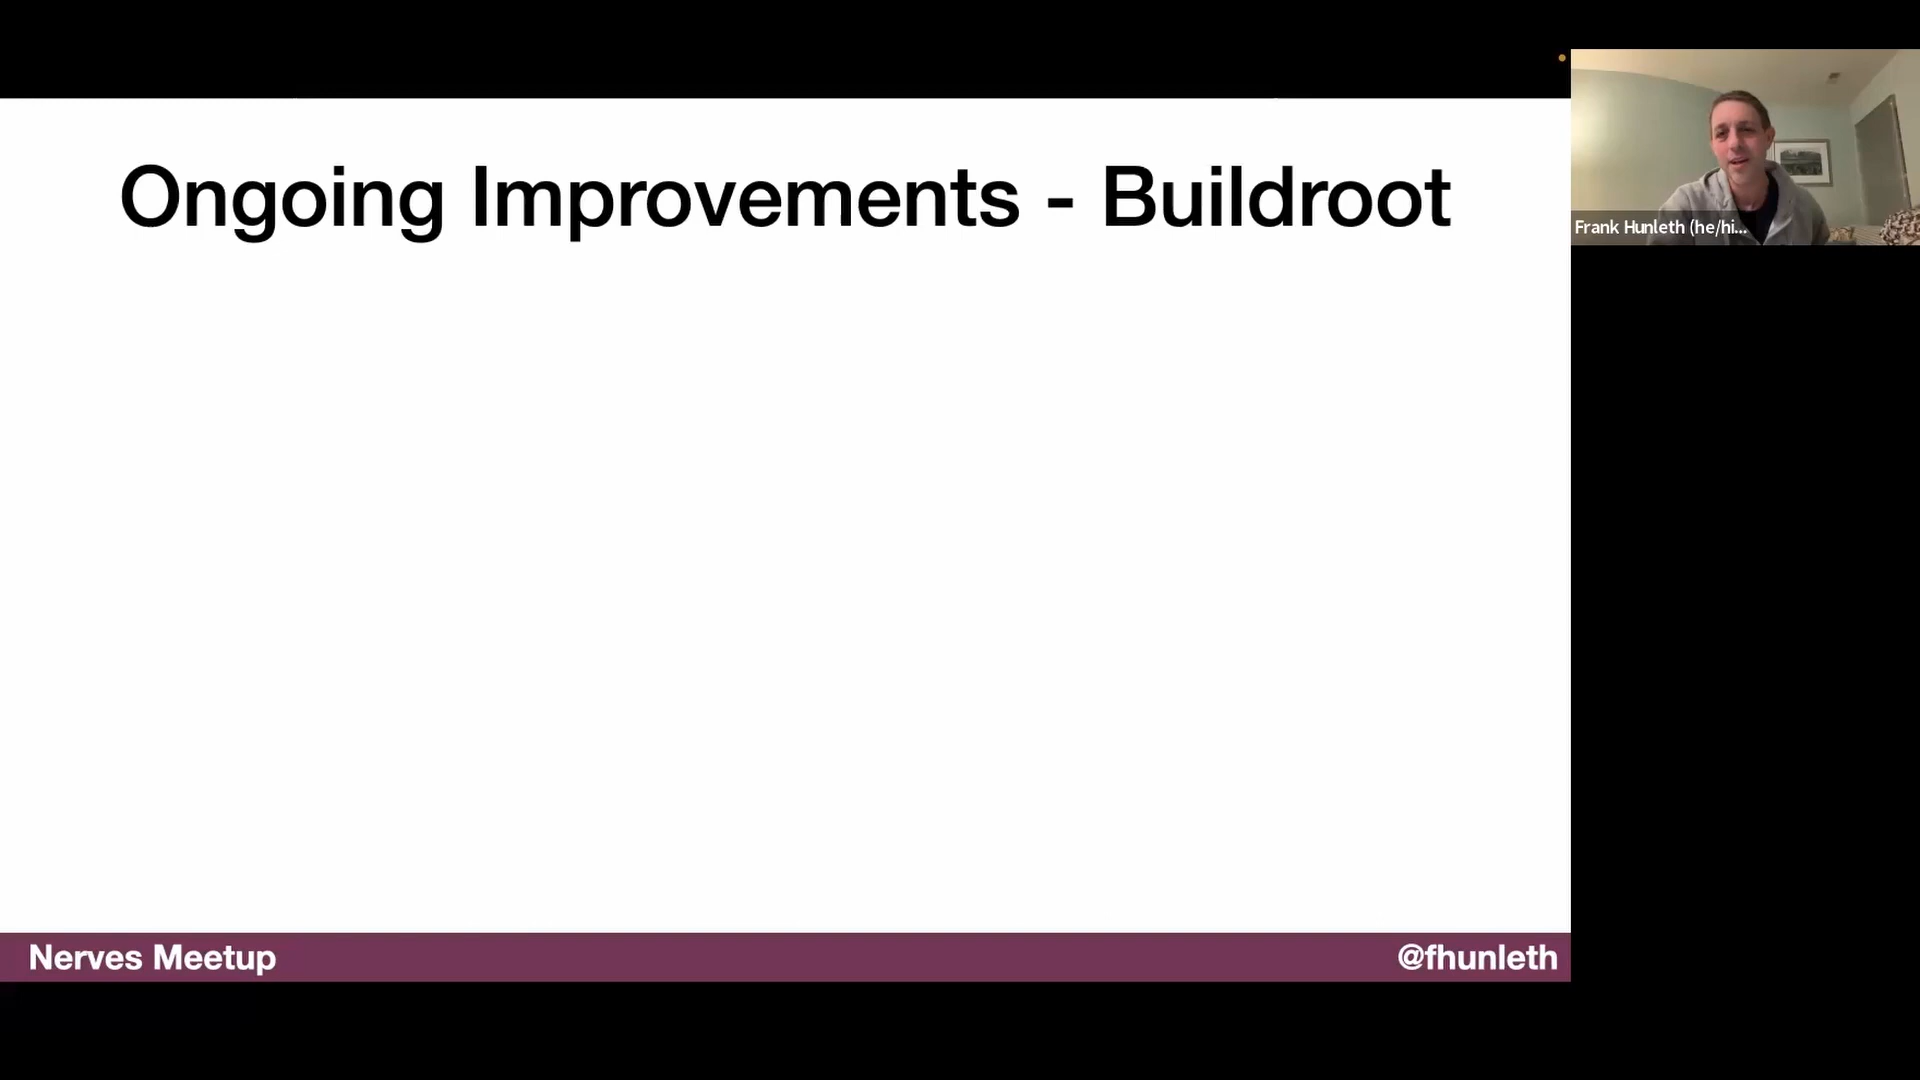 Ongoing Improvements - Buildroot
Frank Hunleth (he/hi...
Nerves Meetup
@fhunleth